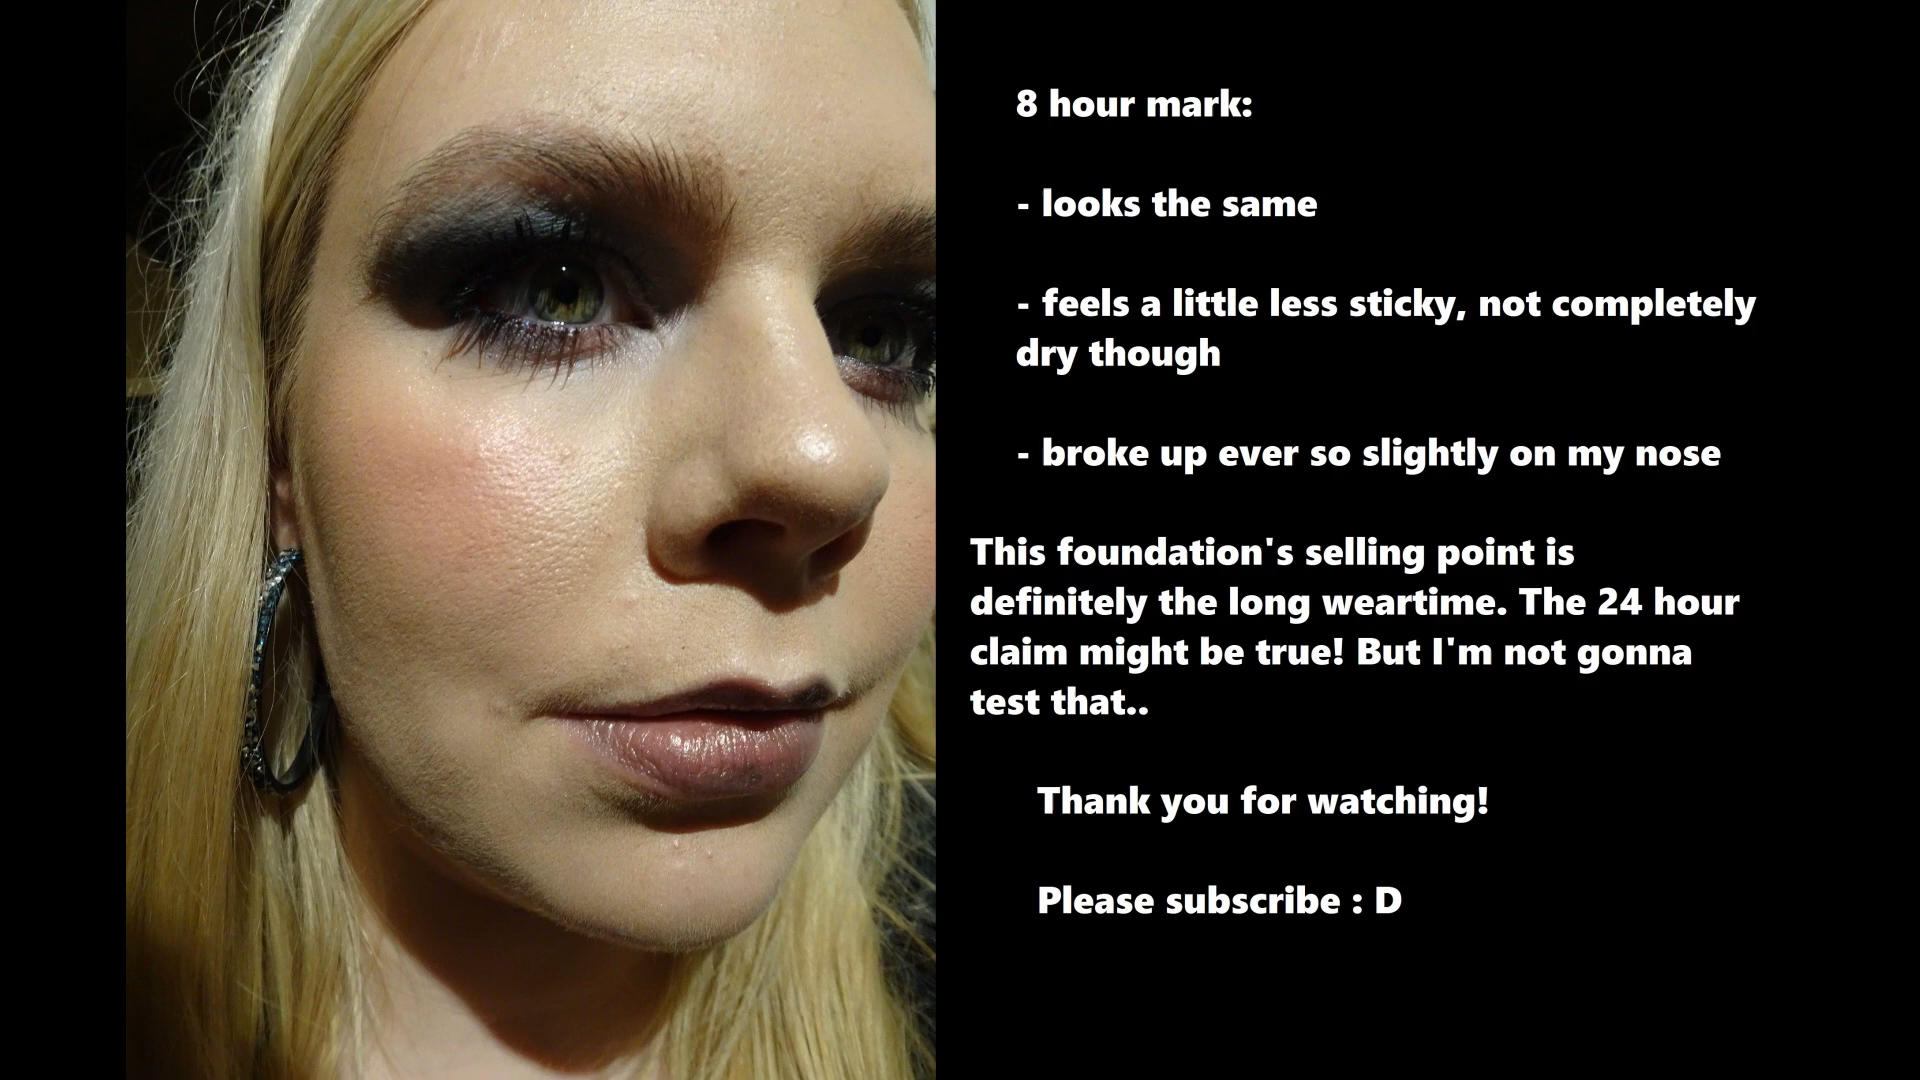 8 hour mark:
- looks the same
- feels a little less sticky, not completely
dry though
- broke up ever so slightly on my nose
This foundation's selling point is
definitely the long weartime. The 24 hour
claim might be true! But I'm not gonna
test that..
Thank you for watching!
Please subscribe : D